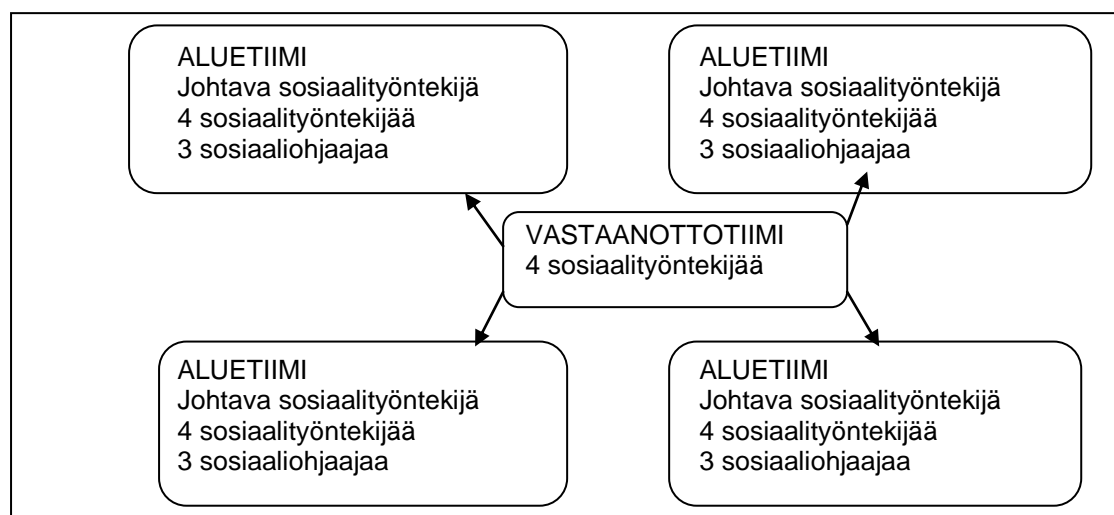 ALUETIIMI
Johtava sosiaalityöntekijä
4 sosiaalityöntekijää
3 sosiaaliohjaajaa
ALUETIIMI
Johtava sosiaalityöntekijä
4 sosiaalityöntekijää
3 sosiaaliohjaajaa
VASTAANOTTOTIIMI
4 sosiaalityöntekijää
ALUETIIMI
Johtava sosiaalityöntekijä
4 sosiaalityöntekijää
3 sosiaaliohjaajaa
ALUETIIMI
Johtava sosiaalityöntekijä
4 sosiaalityöntekijää
3 sosiaaliohjaajaa